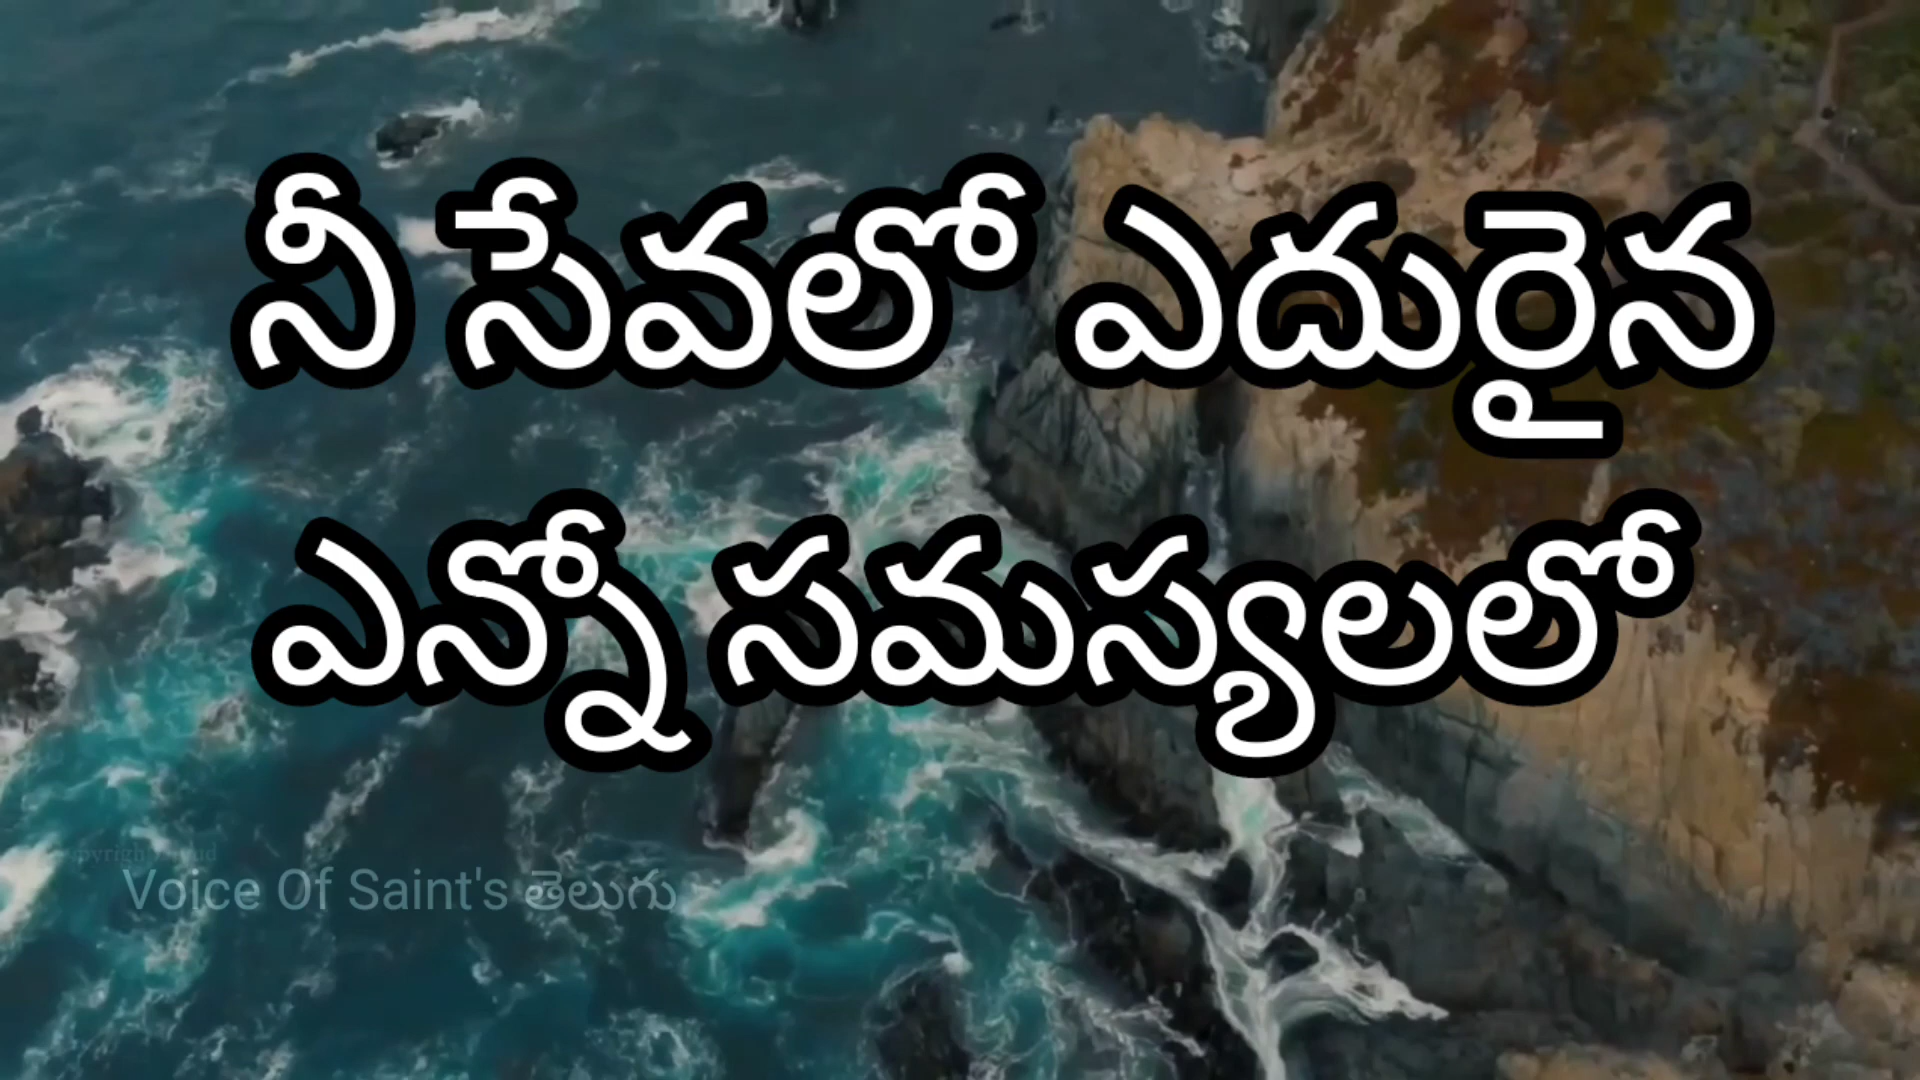 నీ సేవలో ఎదురైన
ఎన్నో సమస్యలలో
Voice Of Saint's తెలుగు